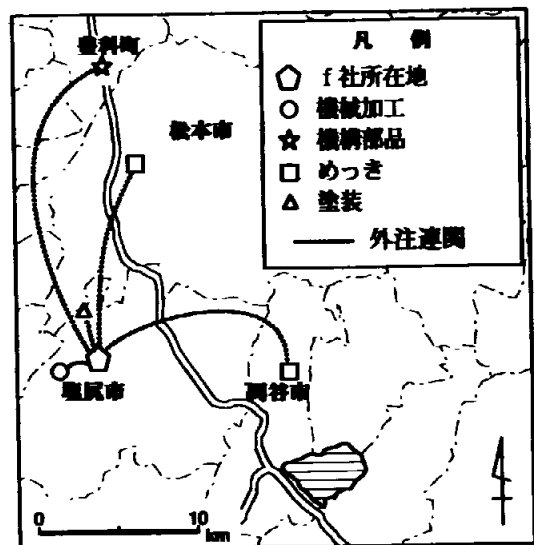 豊科町
松本市
凡 例
f社所在地
機械加工
機構部品
めっき
塗装
外注連関
塩尻市
岡谷市
0 10
km